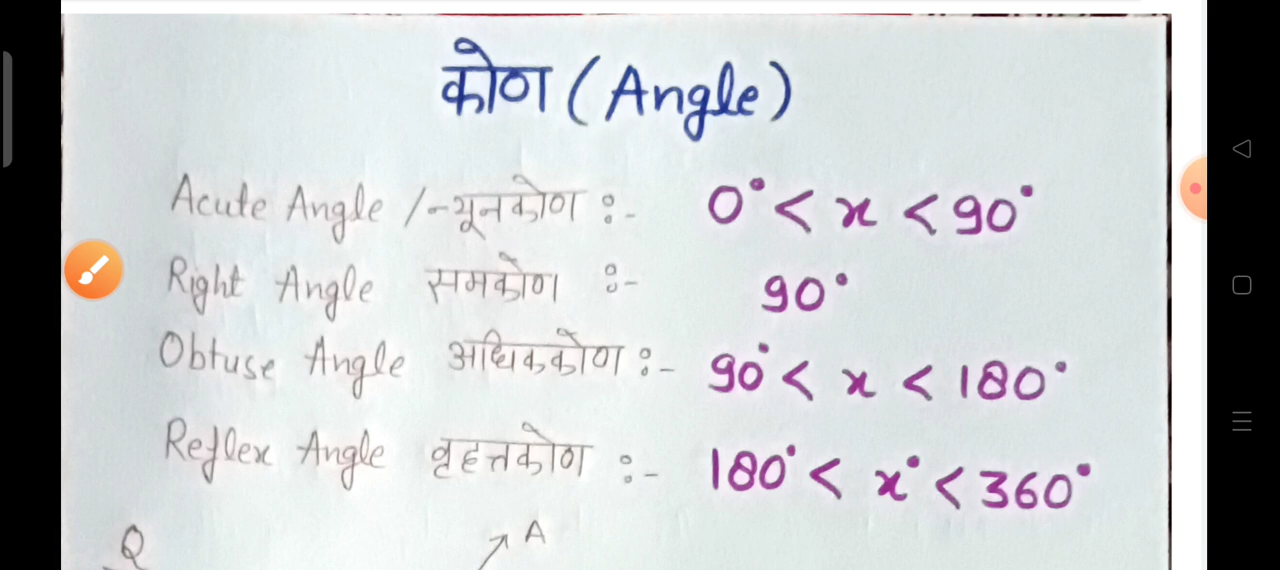 कोण (Angle)
Acute Angle / न्यूनकोण :- 0° < x < 90°
Right Angle समकोण :- 90°
Obtuse Angle अधिककोण :- 90° < x < 180°
Reflex Angle वृहत्तकोण :- 180° < x° < 360°
Q A